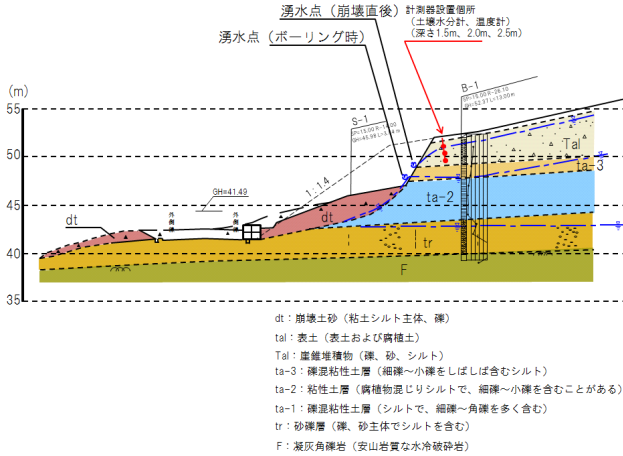 湧水点（崩壊直後）
計測器設置個所
（土壌水分計、温度計）
（深さ1.5m、2.0m、2.5m）
湧水点（ボーリング時）
(m)
55
50
45
40
35
B-1
S-1
1:14
GH=41.49
外側線
外側線
dt
dt
Tal
ta-3
ta-2
tr
F
dt：崩壊土砂（粘土シルト主体、礫）
tal：表土（表土および腐植土）
Tal：崖錐堆積物（礫、砂、シルト）
ta-3：礫混粘性土層（細礫～小礫をしばしば含むシルト）
ta-2：粘性土層（腐植物混じりシルトで、細礫～小礫を含むことがある）
ta-1：礫混粘性土層（シルトで、細礫～角礫を多く含む）
tr：砂礫層（礫、砂主体でシルトを含む）
F：凝灰角礫岩（安山岩質な水冷破砕岩）